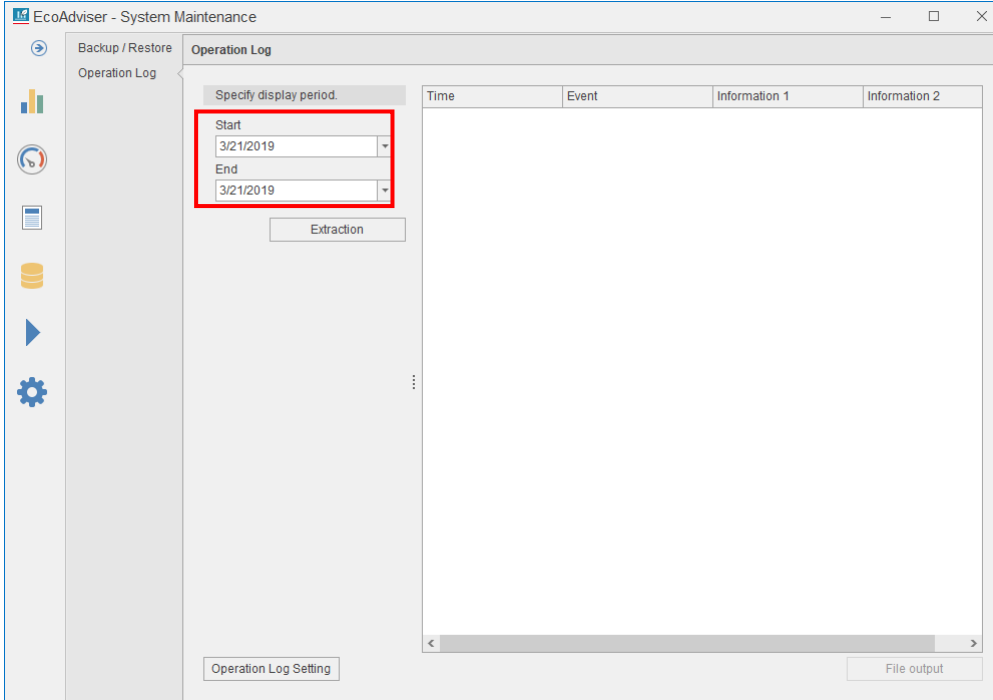 EcoAdviser - System Maintenance
Backup / Restore
Operation Log
Operation Log
Specify display period.
Start
3/21/2019
End
3/21/2019
Extraction
Time Event Information 1 Information 2
Operation Log Setting
File output